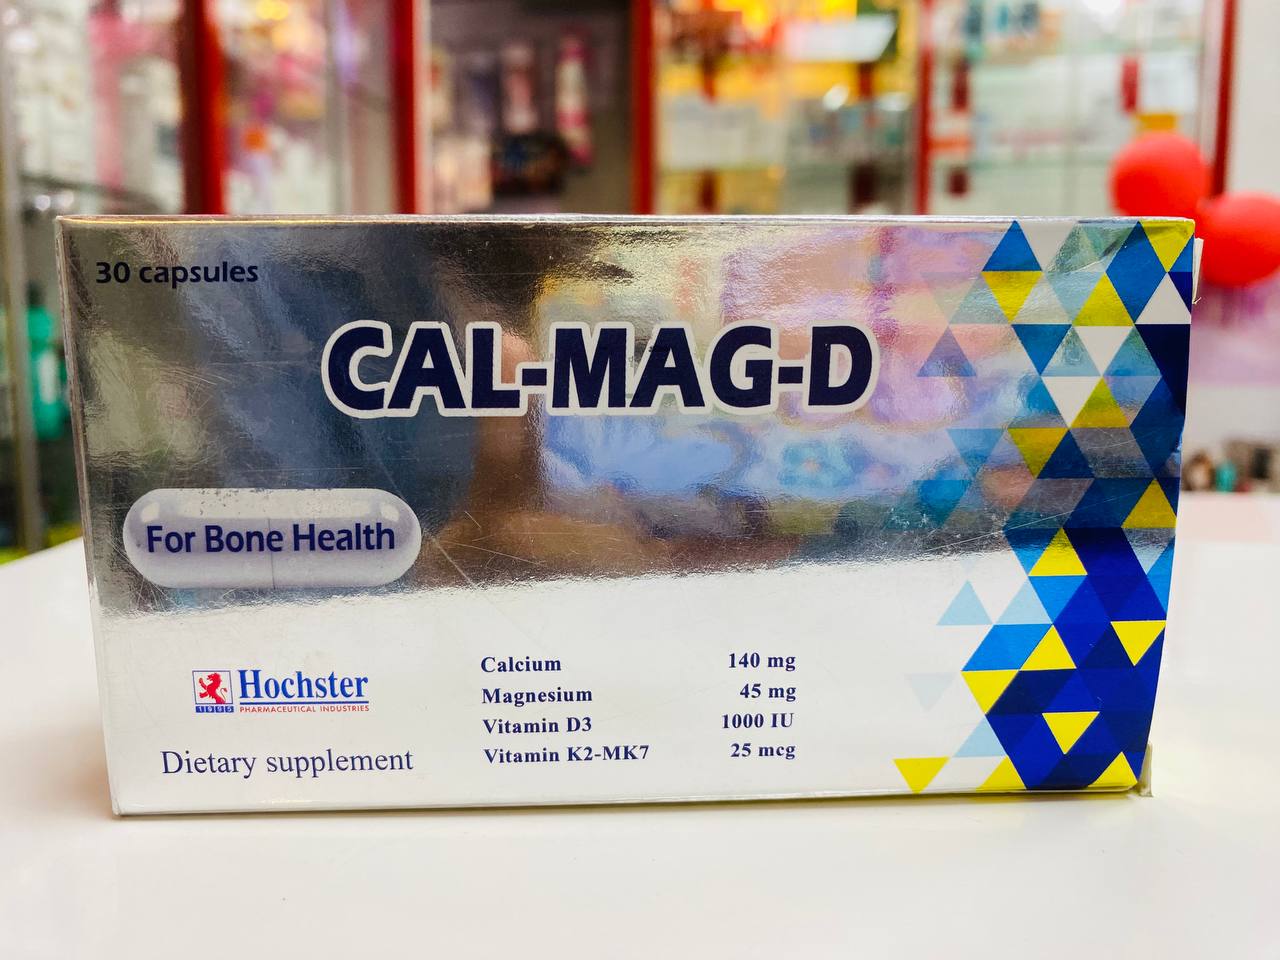 30 capsules
CAL-MAG-D
For Bone Health
Hochster
1995 PHARMACEUTICAL INDUSTRIES
Dietary supplement
Calcium 140 mg
Magnesium 45 mg
Vitamin D3 1000 IU
Vitamin K2-MK7 25 mcg